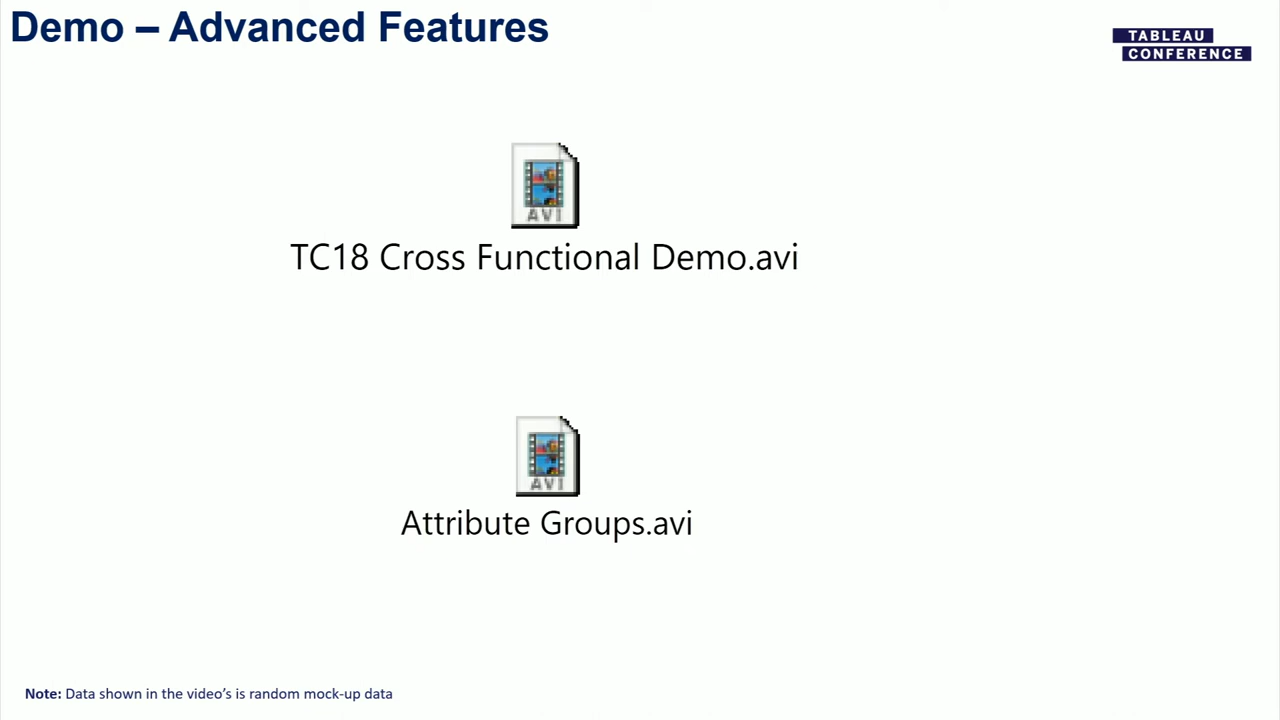 Demo – Advanced Features
TABLEAU
CONFERENCE
AVI
TC18 Cross Functional Demo.avi
AVI
Attribute Groups.avi
Note: Data shown in the video's is random mock-up data